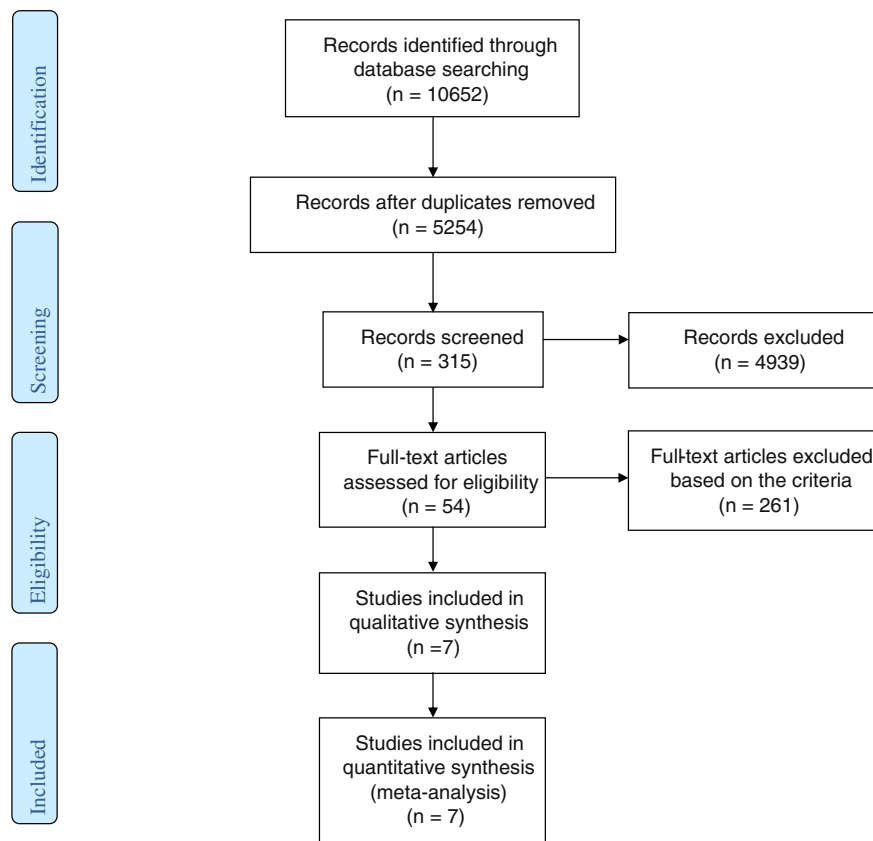 Identification
Records identified through
database searching
(n = 10652)
Records after duplicates removed
(n = 5254)
Screening
Records screened
(n = 315)
Records excluded
(n = 4939)
Eligibility
Full-text articles
assessed for eligibility
(n = 54)
Full-text articles excluded
based on the criteria
(n = 261)
Studies included in
qualitative synthesis
(n =7)
Included
Studies included in
quantitative synthesis
(meta-analysis)
(n = 7)